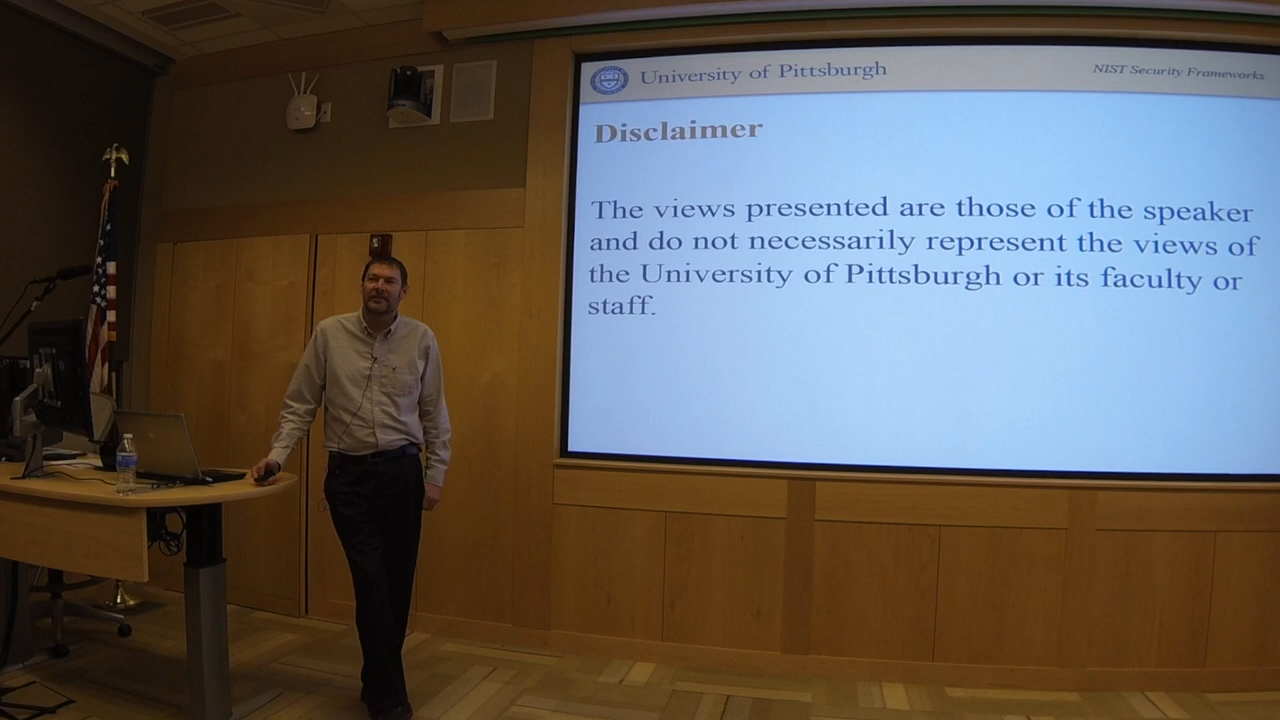 University of Pittsburgh
NIST Security Frameworks
Disclaimer
The views presented are those of the speaker
and do not necessarily represent the views of
the University of Pittsburgh or its faculty or
staff.